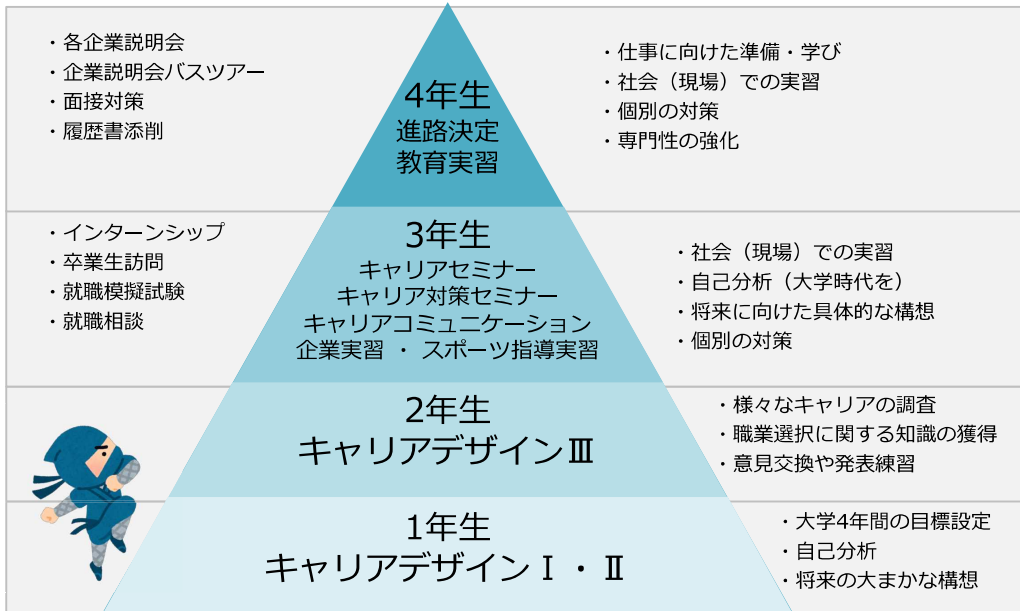 ・各企業説明会
・企業説明会バスツアー
・面接対策
・履歴書添削
4年生
進路決定
教育実習
・仕事に向けた準備・学び
・社会（現場）での実習
・個別の対策
・専門性の強化
・インターンシップ
・卒業生訪問
・就職模擬試験
・就職相談
3年生
キャリアセミナー
キャリア対策セミナー
キャリアコミュニケーション
企業実習 ・ スポーツ指導実習
・社会（現場）での実習
・自己分析（大学時代を）
・将来に向けた具体的な構想
・個別の対策
2年生
キャリアデザインⅢ
・様々なキャリアの調査
・職業選択に関する知識の獲得
・意見交換や発表練習
1年生
キャリアデザインⅠ・Ⅱ
・大学4年間の目標設定
・自己分析
・将来の大まかな構想